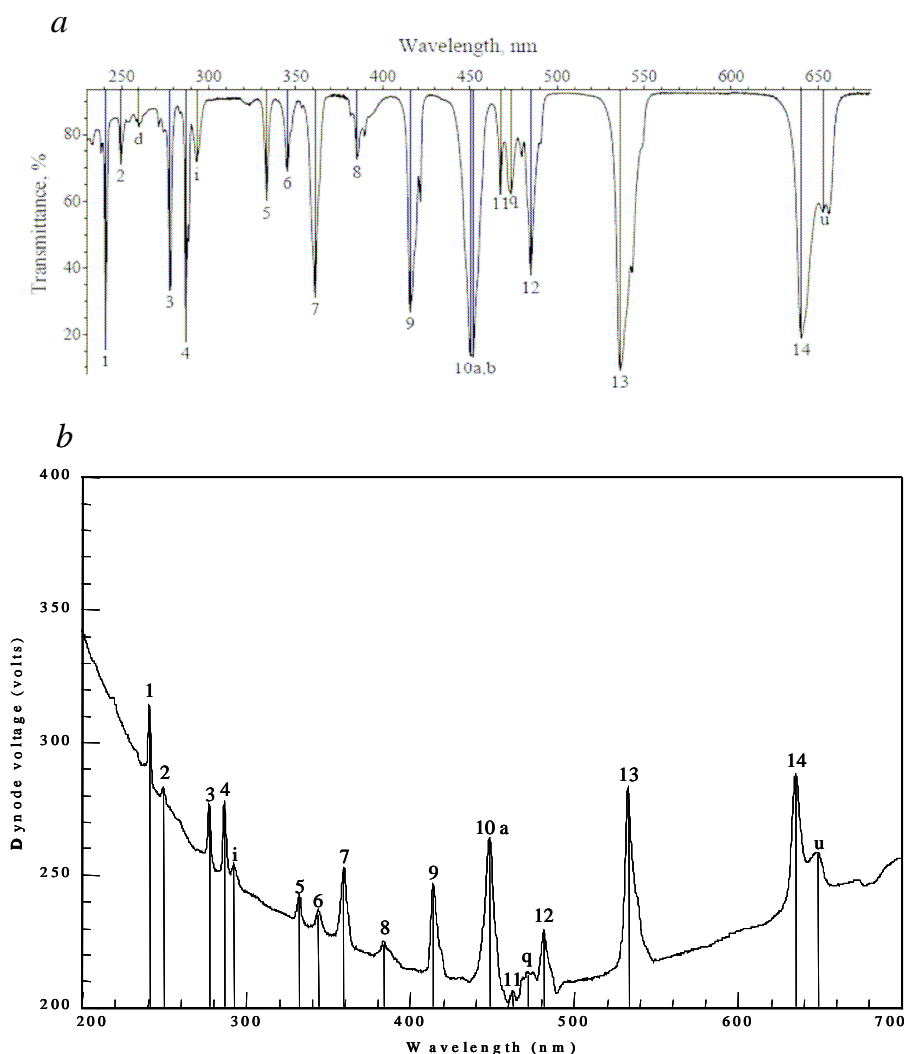 a
Wavelength, nm
250 300 350 400 450 500 550 600 650
Transmittance, %
80
60
40
20
1 2 d 3 4 i 5 6 7 8 9 10a,b 11 q 12 13 14 u
b
400
350
300
250
200
Dynode voltage (volts)
1 2 3 4 i 5 6 7 8 9 10 a 11 q 12 13 14 u
200 300 400 500 600 700
Wavelength (nm)